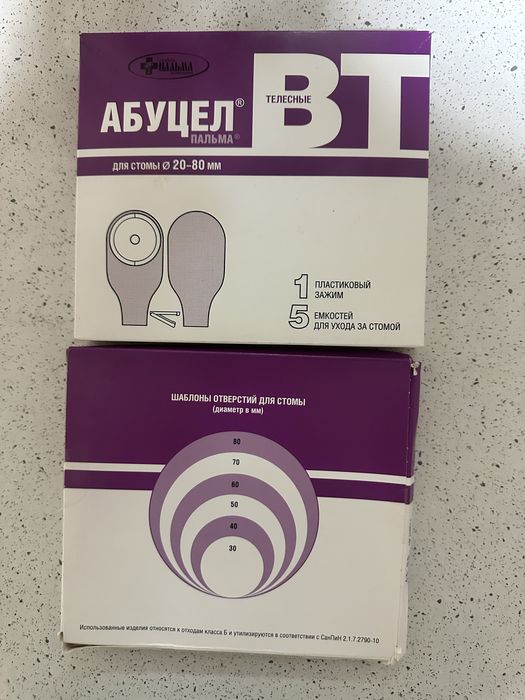 ПАЛЬМА
АБУЦЕЛ®
ПАЛЬМА®
ТЕЛЕСНЫЕ
ВТ
ДЛЯ СТОМЫ Ø 20-80 ММ
1 ПЛАСТИКОВЫЙ
ЗАЖИМ
5 ЕМКОСТЕЙ
ДЛЯ УХОДА ЗА СТОМОЙ
ШАБЛОНЫ ОТВЕРСТИЙ ДЛЯ СТОМЫ
(диаметр в мм)
80
70
60
50
40
30
Использованные изделия относятся к отходам класса Б и утилизируются в соответствии с СанПиН 2.1.7.2790-10